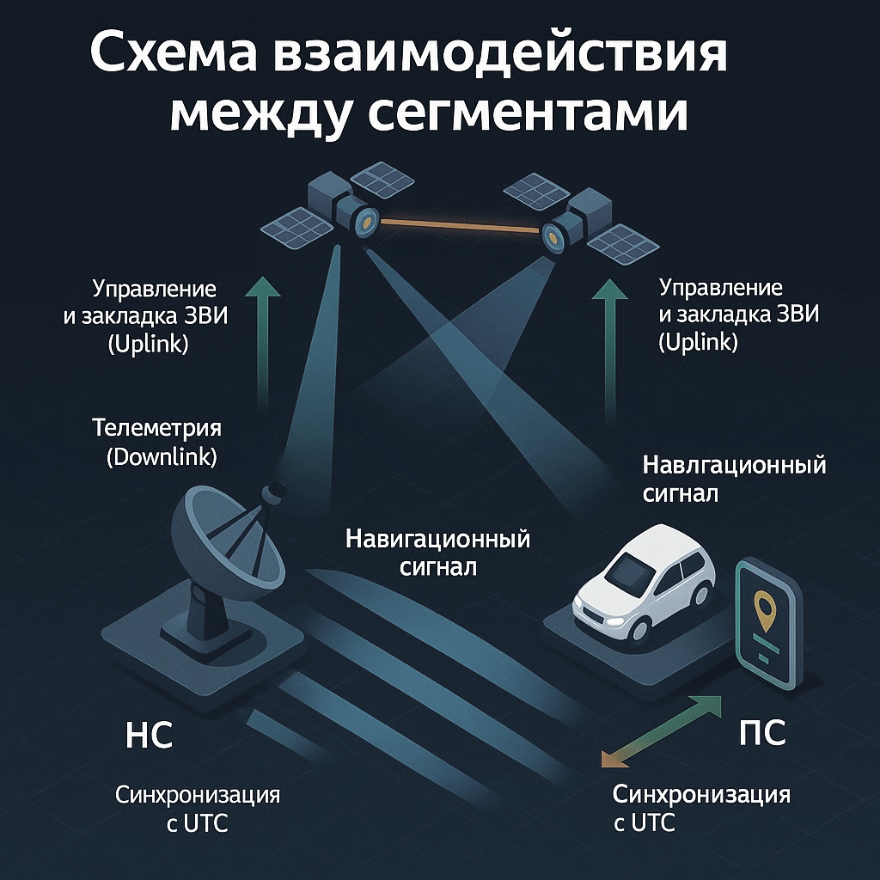 Схема взаимодействия
между сегментами
Управление
и закладка ЗВИ
(Uplink)
Управление
и закладка ЗВИ
(Uplink)
Телеметрия
(Downlink)
Навлгационный
сигнал
Навигационный
сигнал
НС
ПС
Синхронизация
с UTC
Синхронизация
с UTC